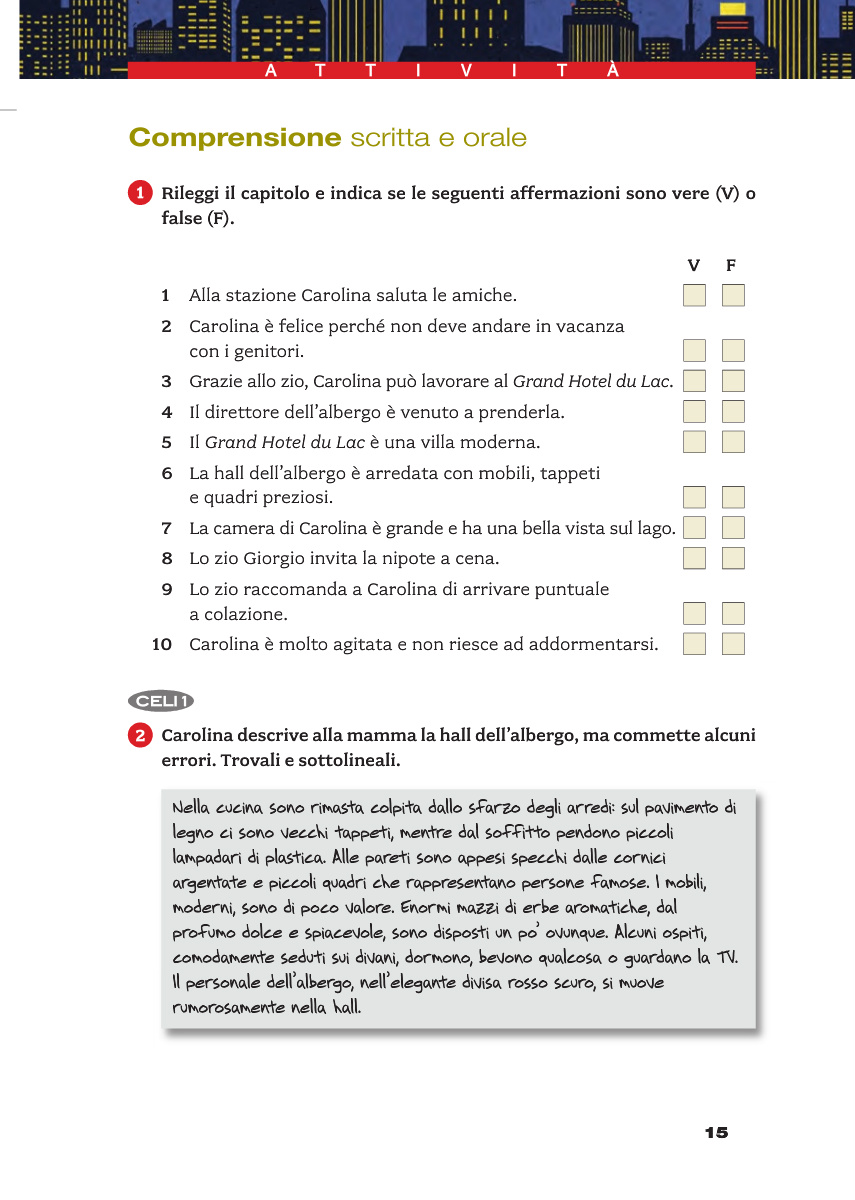 ATTIVITÀ
Comprensione scritta e orale
1 Rileggi il capitolo e indica se le seguenti affermazioni sono vere (V) o
false (F).
V F
1 Alla stazione Carolina saluta le amiche.
2 Carolina è felice perché non deve andare in vacanza
con i genitori.
3 Grazie allo zio, Carolina può lavorare al Grand Hotel du Lac.
4 Il direttore dell'albergo è venuto a prenderla.
5 Il Grand Hotel du Lac è una villa moderna.
6 La hall dell'albergo è arredata con mobili, tappeti
e quadri preziosi.
7 La camera di Carolina è grande e ha una bella vista sul lago.
8 Lo zio Giorgio invita la nipote a cena.
9 Lo zio raccomanda a Carolina di arrivare puntuale
a colazione.
10 Carolina è molto agitata e non riesce ad addormentarsi.
CELI 1
2 Carolina descrive alla mamma la hall dell'albergo, ma commette alcuni
errori. Trovali e sottolineali.
Nella cucina sono rimasta colpita dallo sfarzo degli arredi: sul pavimento di
legno ci sono vecchi tappeti, mentre dal soffitto pendono piccoli
lampadari di plastica. Alle pareti sono appesi specchi dalle cornici
argentate e piccoli quadri che rappresentano persone famose. I mobili,
moderni, sono di poco valore. Enormi mazzi di erbe aromatiche, dal
profumo dolce e spiacevole, sono disposti un po' ovunque. Alcuni ospiti,
comodamente seduti sui divani, dormono, bevono qualcosa o guardano la TV.
Il personale dell'albergo, nell'elegante divisa rosso scuro, si muove
rumorosamente nella hall.
15